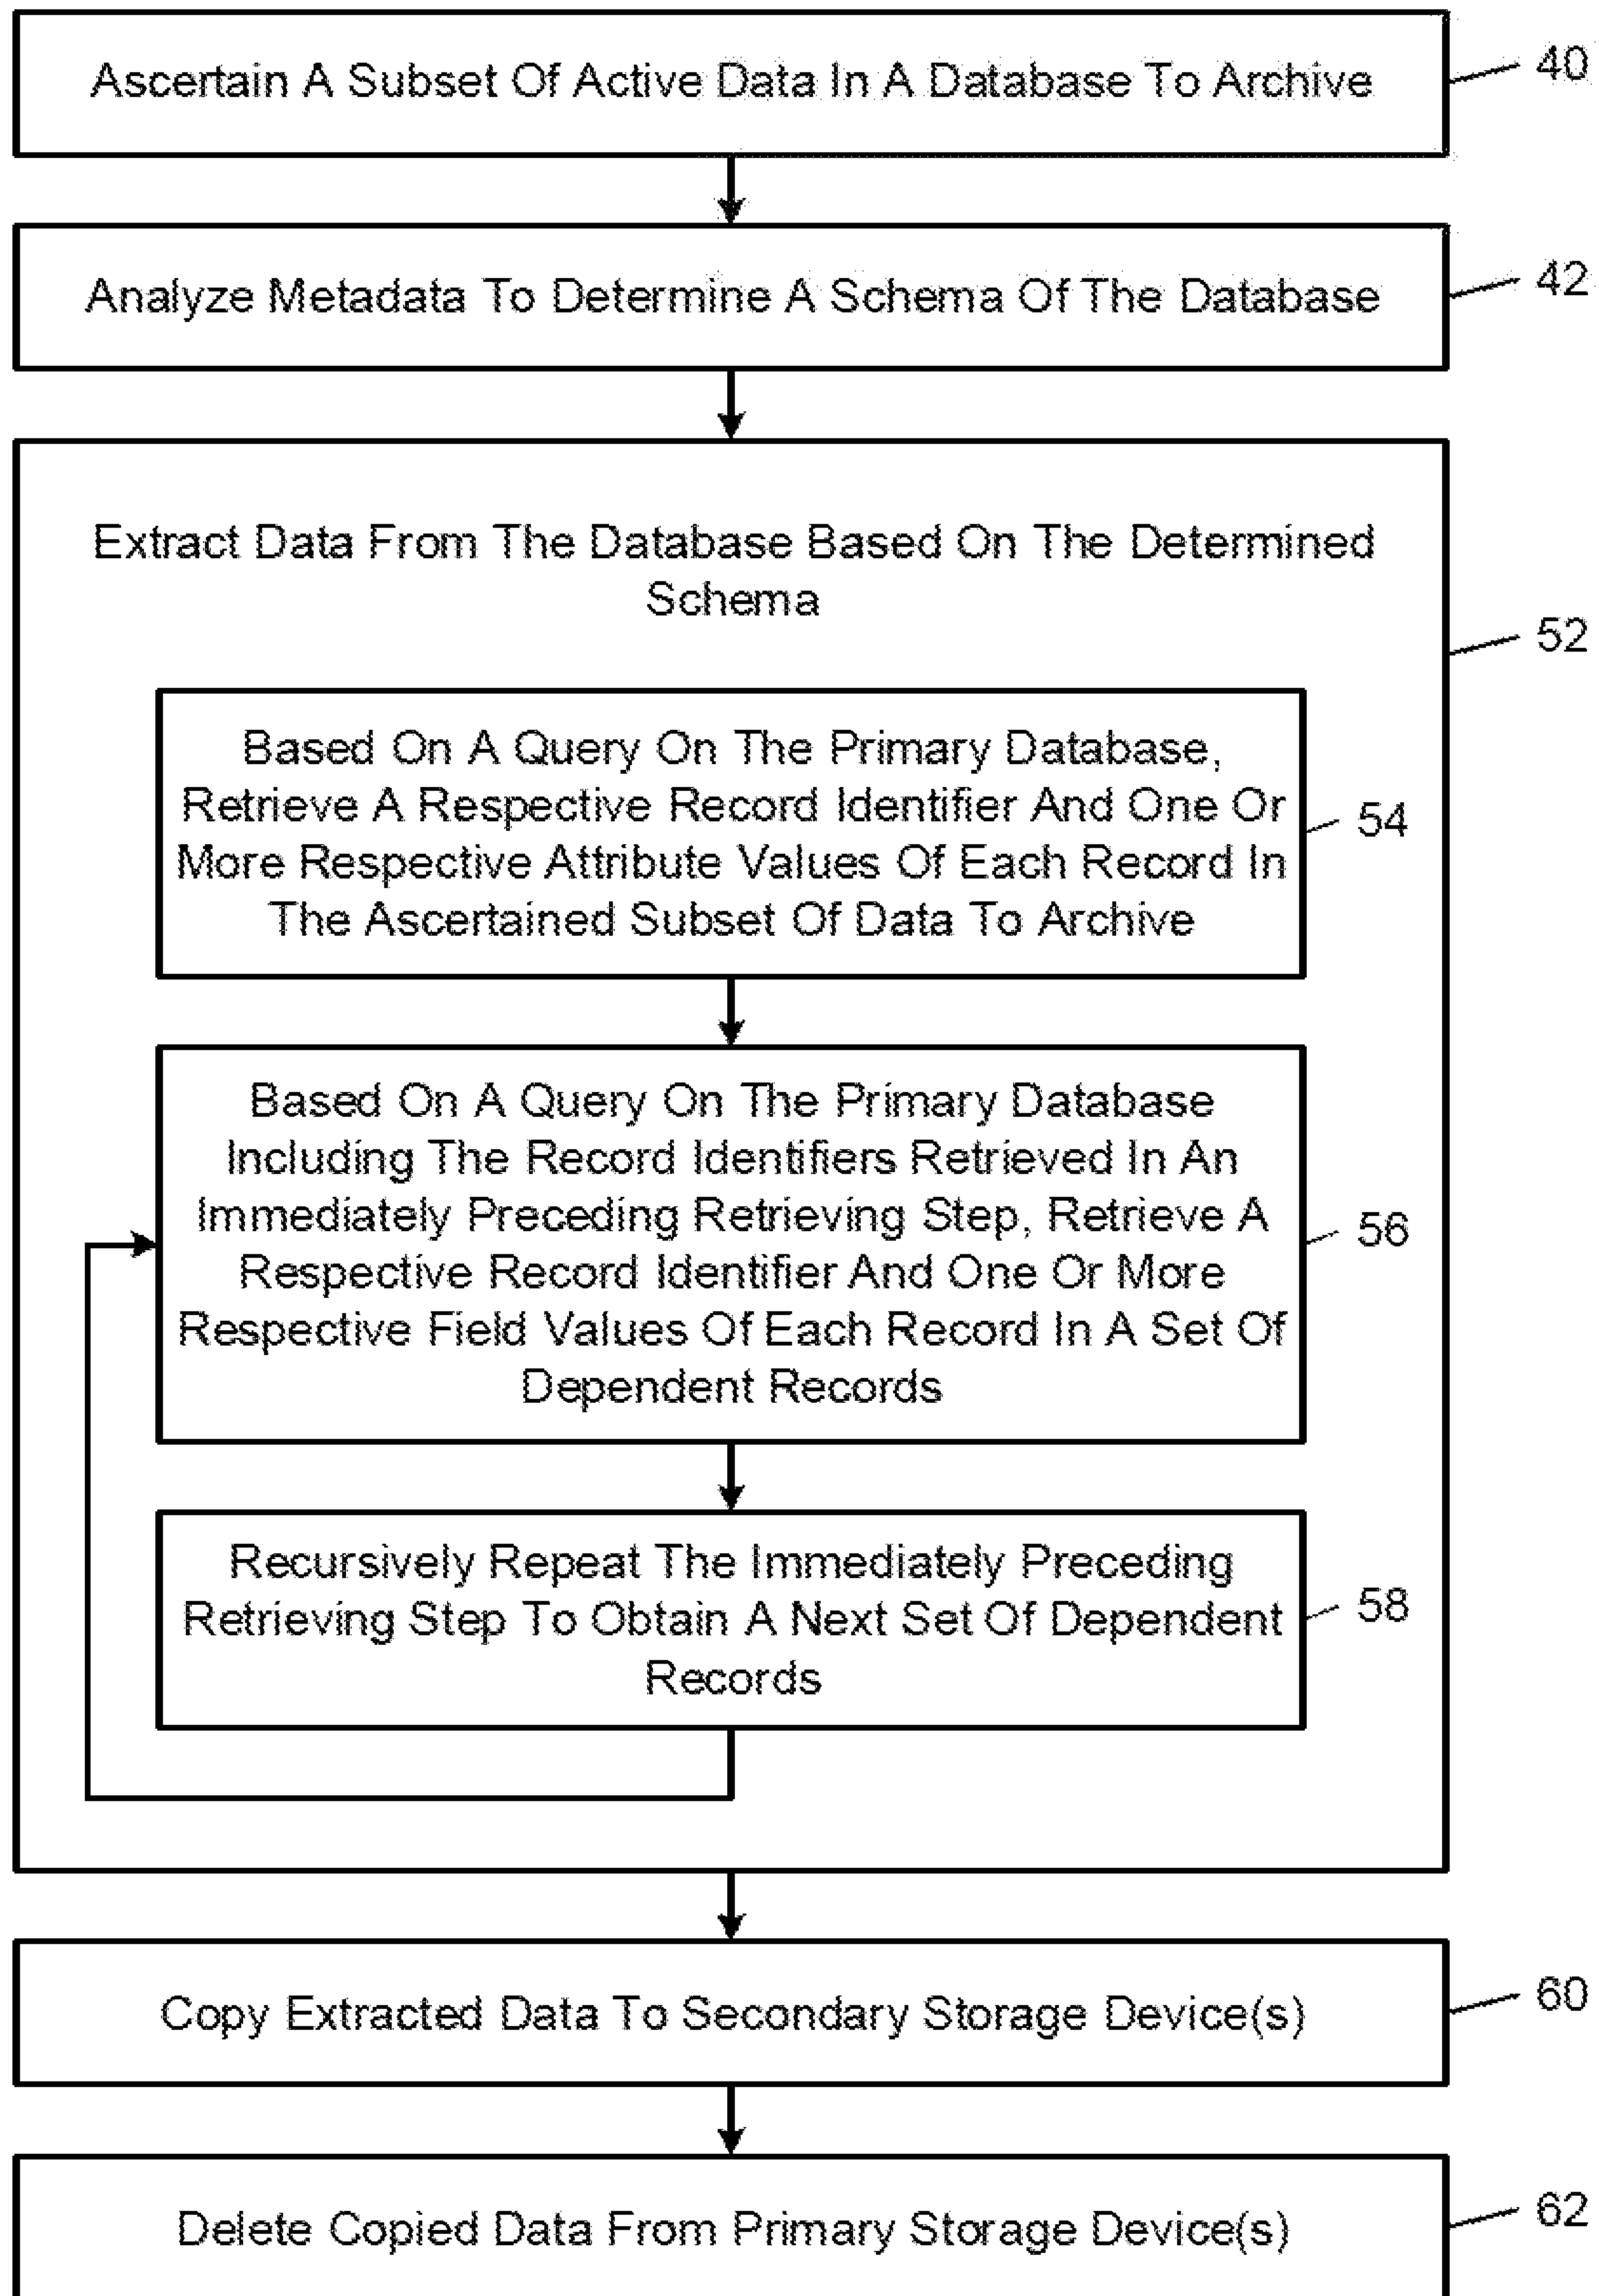 Ascertain A Subset Of Active Data In A Database To Archive
40
Analyze Metadata To Determine A Schema Of The Database
42
Extract Data From The Database Based On The Determined
Schema
52
Based On A Query On The Primary Database,
Retrieve A Respective Record Identifier And One Or
More Respective Attribute Values Of Each Record In
The Ascertained Subset Of Data To Archive
54
Based On A Query On The Primary Database
Including The Record Identifiers Retrieved In An
Immediately Preceding Retrieving Step, Retrieve A
Respective Record Identifier And One Or More
Respective Field Values Of Each Record In A Set Of
Dependent Records
56
Recursively Repeat The Immediately Preceding
Retrieving Step To Obtain A Next Set Of Dependent
Records
58
Copy Extracted Data To Secondary Storage Device(s)
60
Delete Copied Data From Primary Storage Device(s)
62